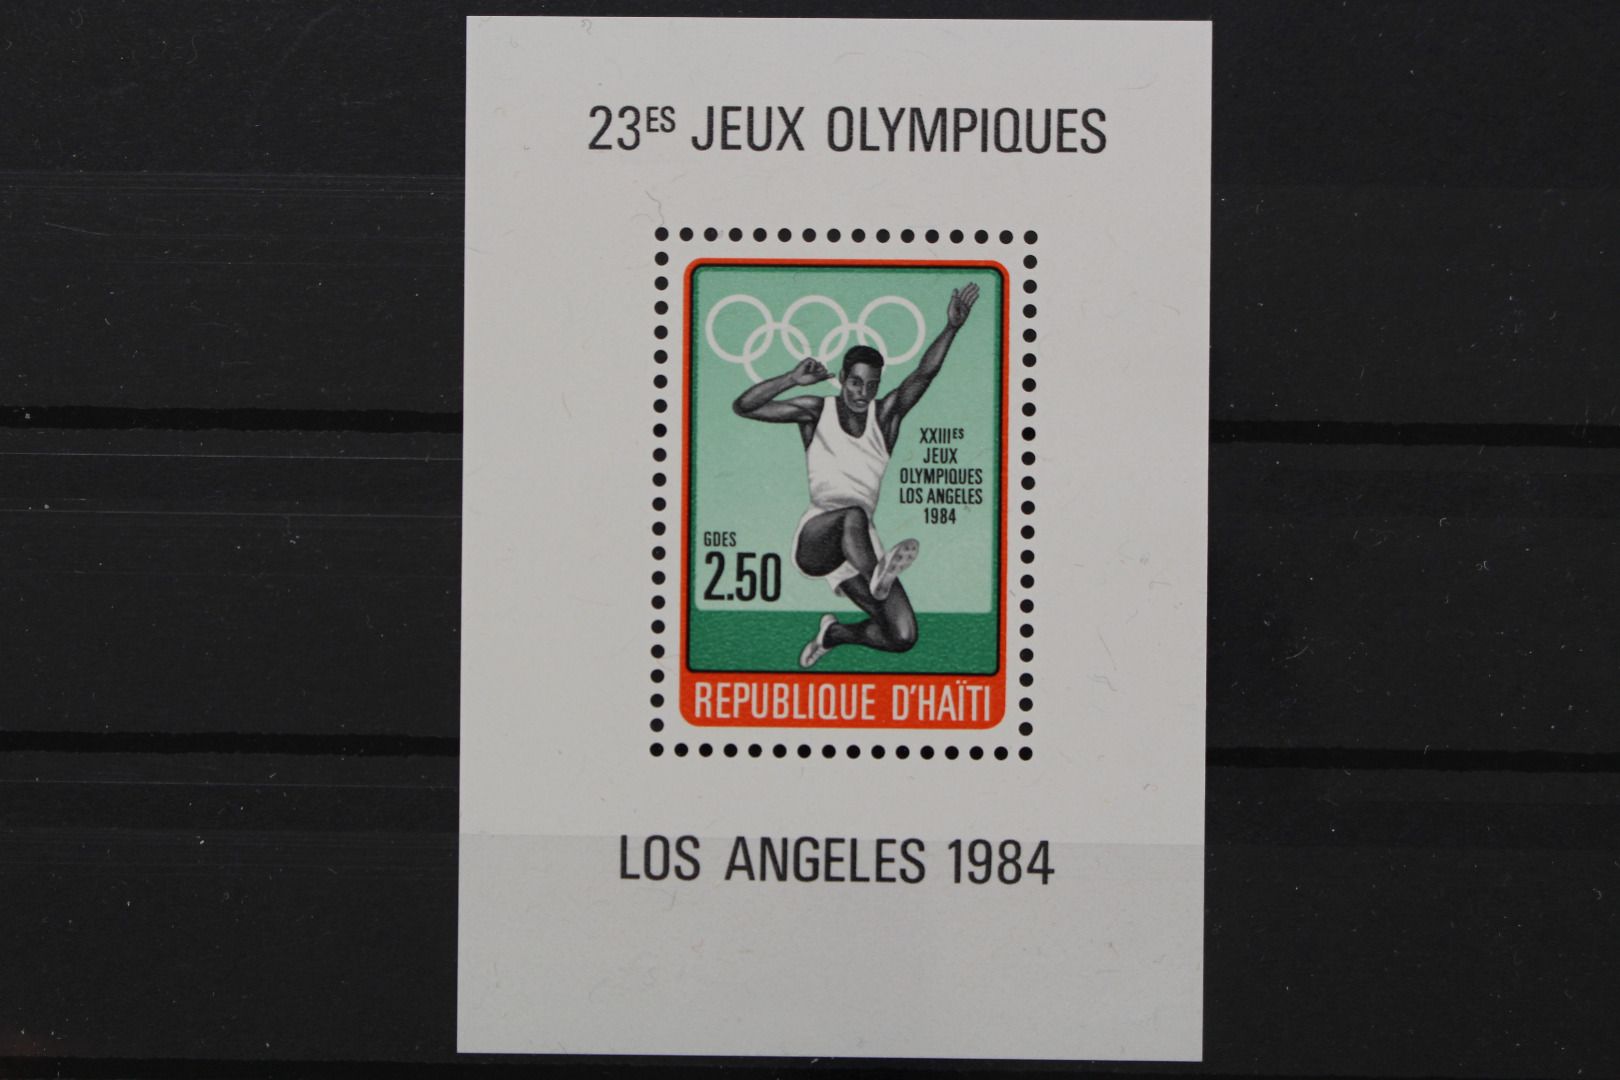 23ES JEUX OLYMPIQUES
XXIIIES
JEUX
OLYMPIQUES
LOS ANGELES
1984
GDES
2.50
REPUBLIQUE D'HAÏTI
LOS ANGELES 1984